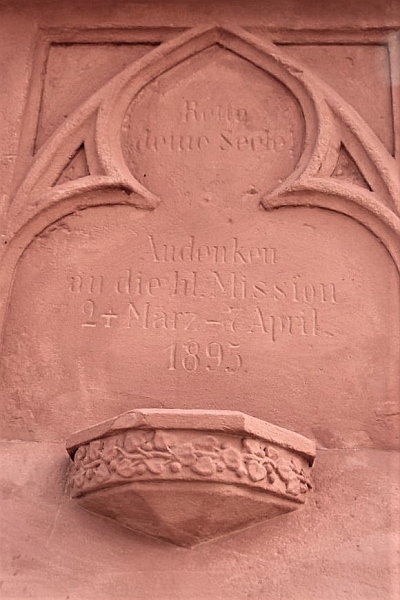 Rette
deine Seele!
Andenken
an die hl. Mission
24 März – 7 April.
1895.